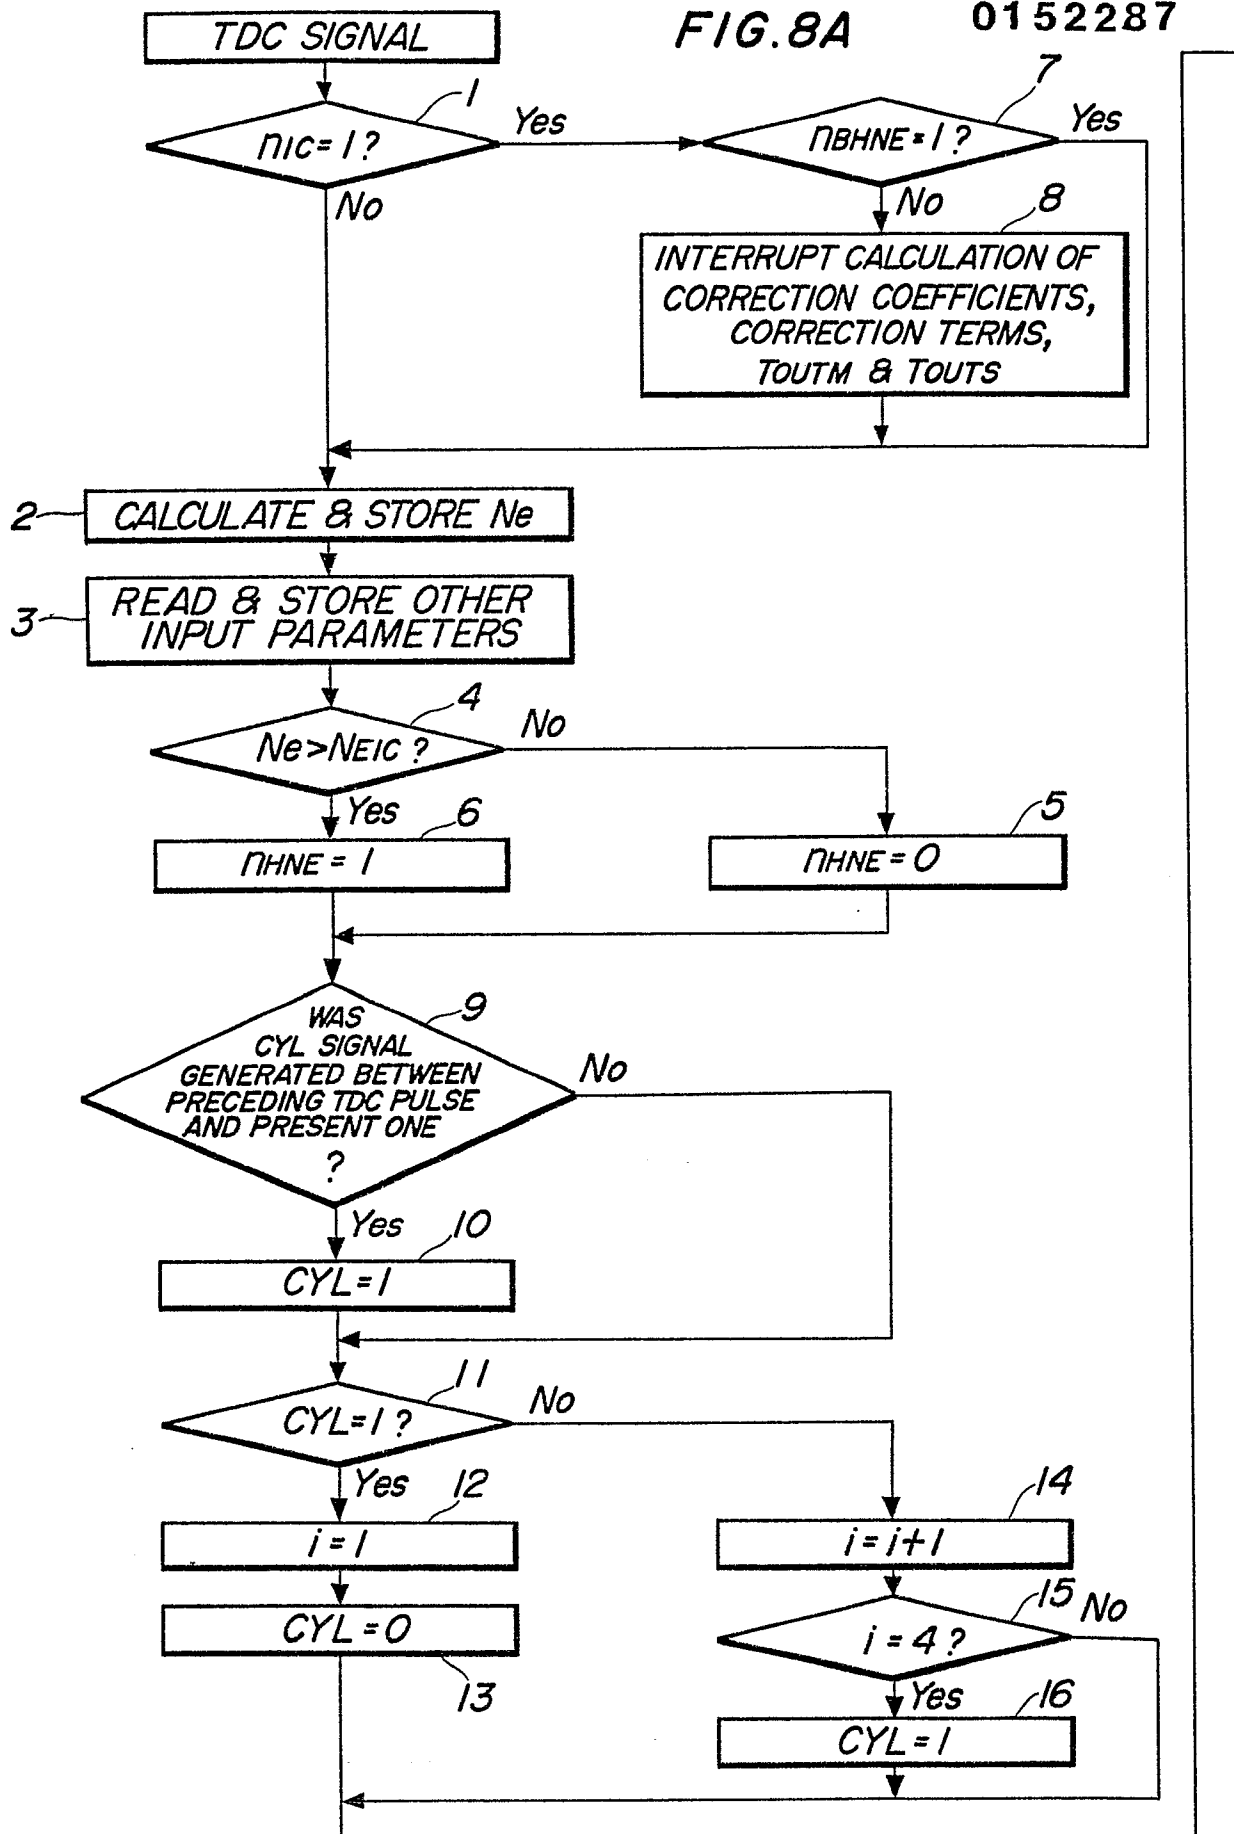 FIG. 8A
0152287
TDC SIGNAL
1
nIC = 1 ?
Yes
No
7
nBHNE = 1 ?
Yes
No
8
INTERRUPT CALCULATION OF
CORRECTION COEFFICIENTS,
CORRECTION TERMS,
TOUTM & TOUTS
2
CALCULATE & STORE Ne
3
READ & STORE OTHER
INPUT PARAMETERS
4
Ne > NEIC ?
No
Yes
6
nHNE = 1
5
nHNE = 0
9
WAS
CYL SIGNAL
GENERATED BETWEEN
PRECEDING TDC PULSE
AND PRESENT ONE
?
No
Yes
10
CYL = 1
11
CYL = 1 ?
No
Yes
12
i = 1
CYL = 0
13
14
i = i + 1
15
i = 4 ?
No
Yes
16
CYL = 1